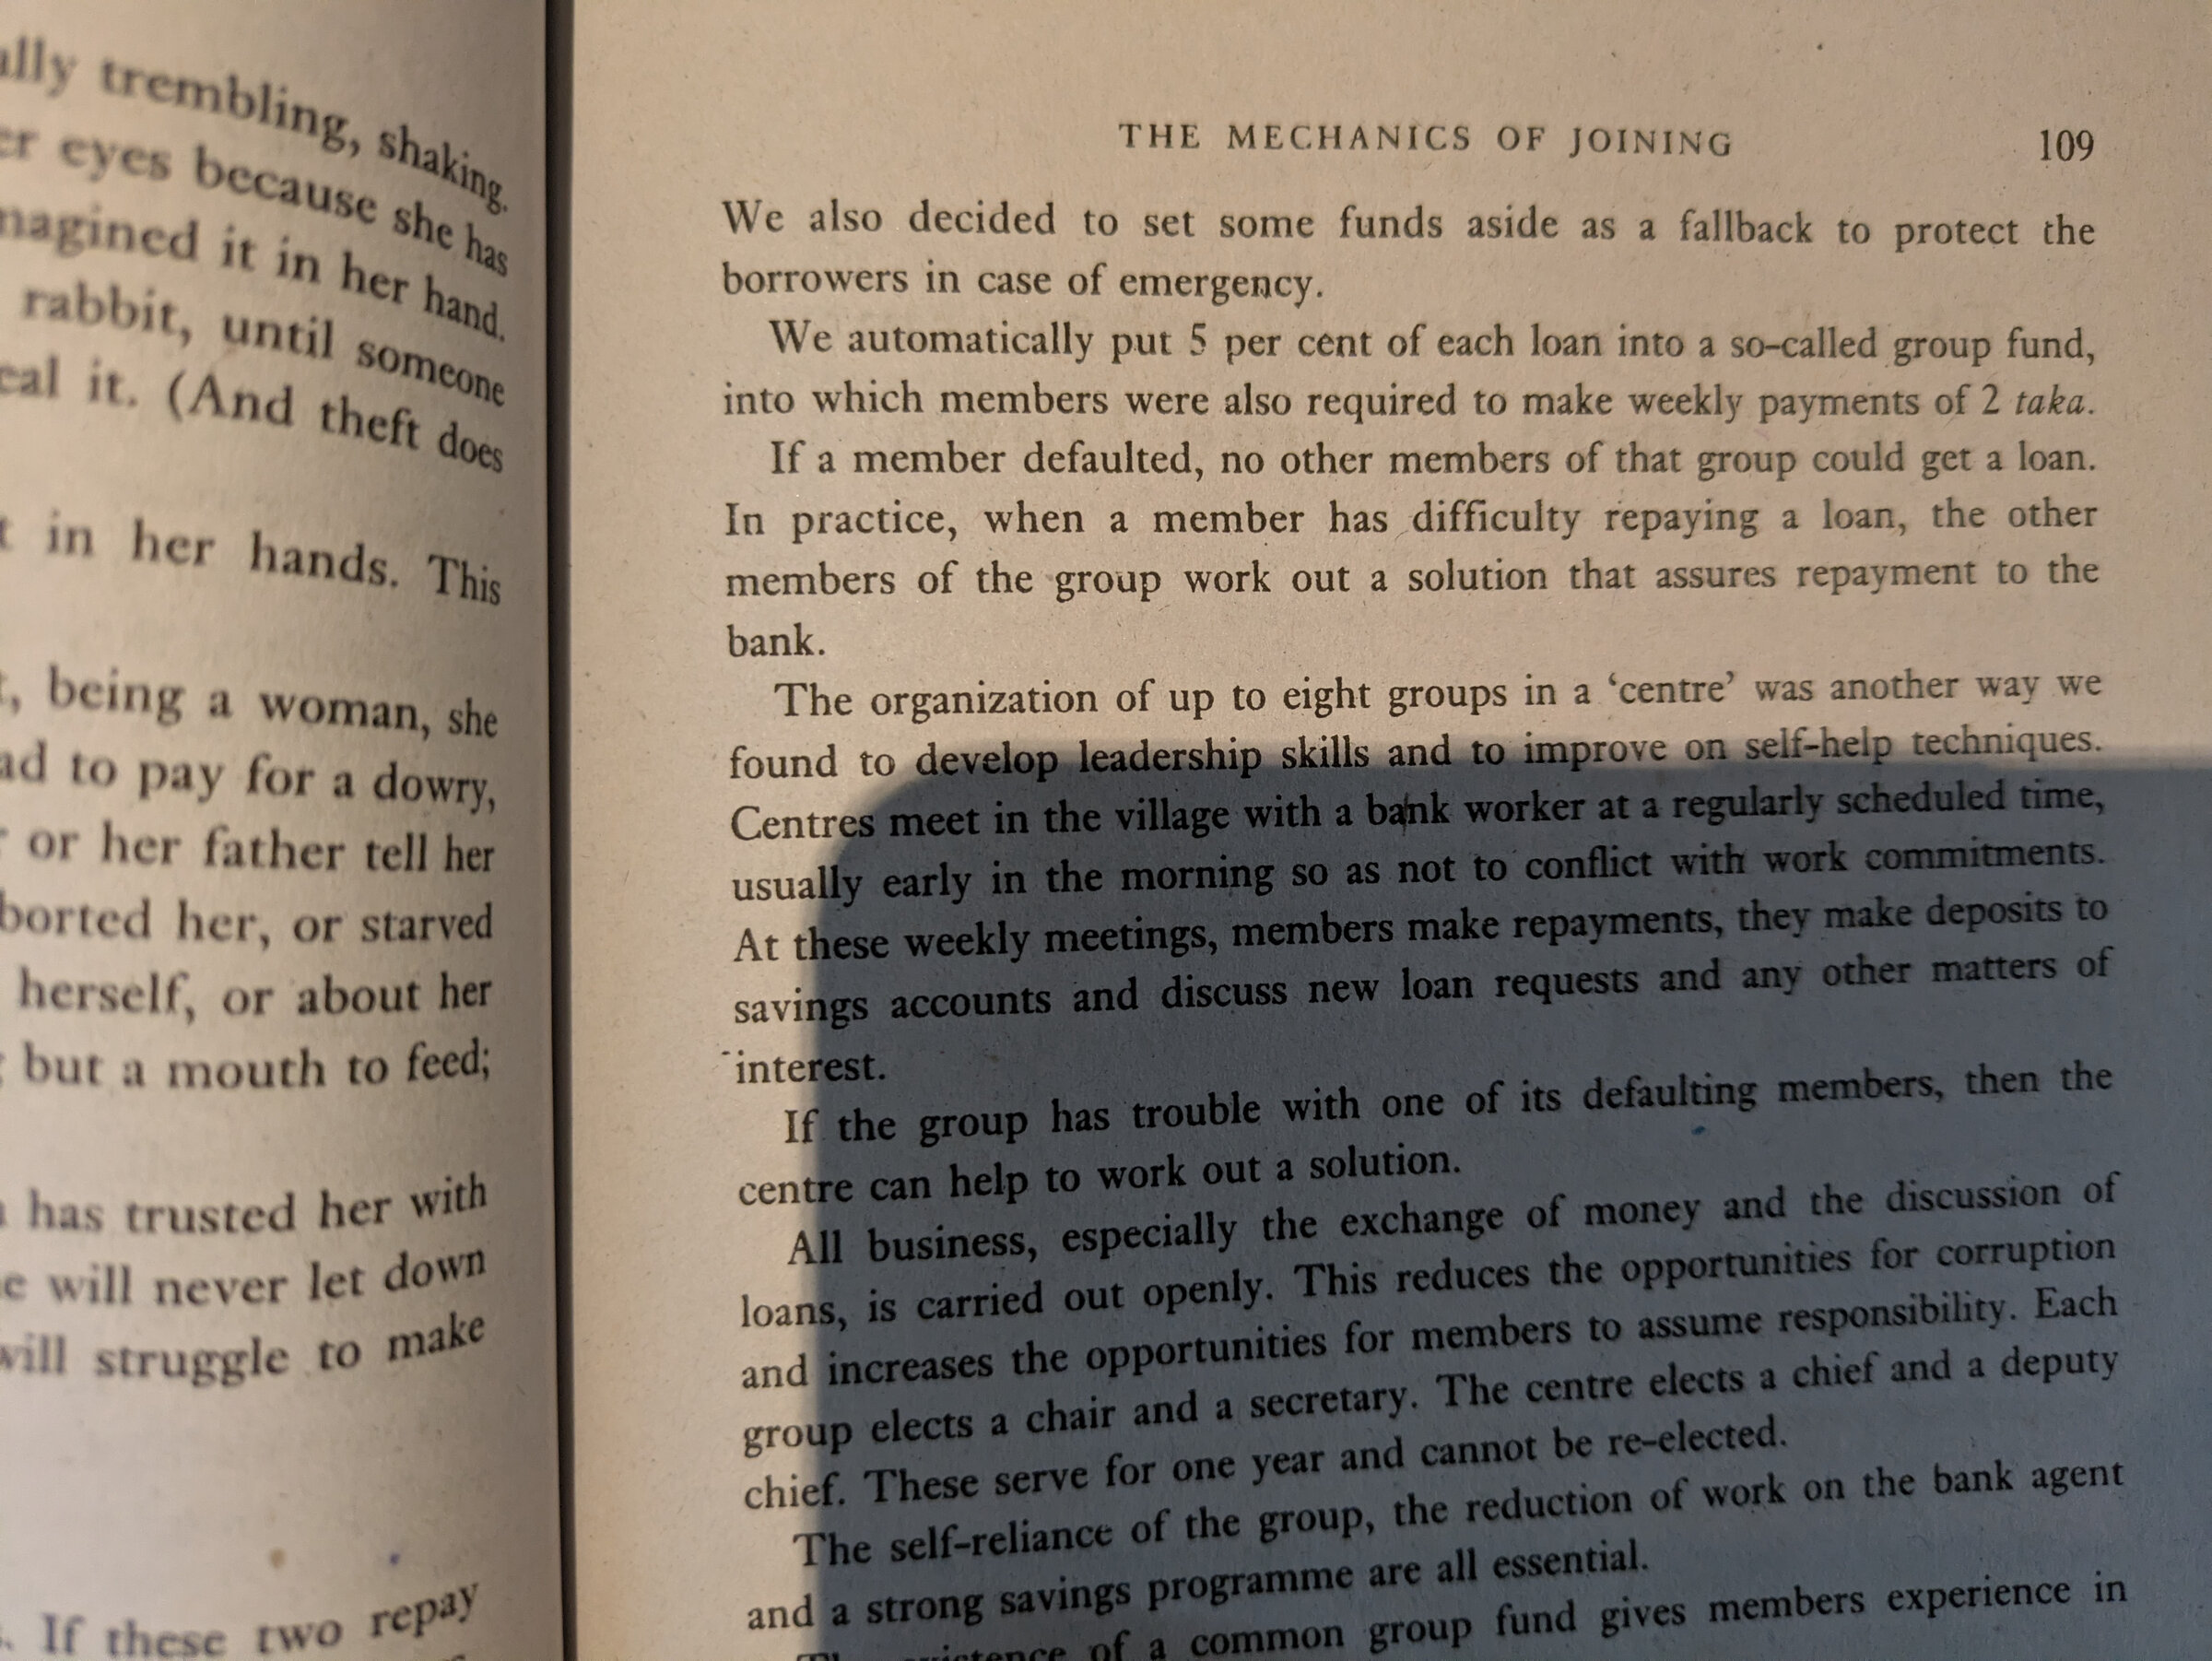 trembling, shaking.
eyes because she has
it in her hand.
rabbit, until someone
it. (And theft does
in her hands. This
being a woman, she
to pay for a dowry,
or her father tell her
her, or starved
herself, or about her
but a mouth to feed;
has trusted her with
will never let down
will struggle to make
If these two repay
THE MECHANICS OF JOINING 109
We also decided to set some funds aside as a fallback to protect the
borrowers in case of emergency.
We automatically put 5 per cent of each loan into a so-called group fund,
into which members were also required to make weekly payments of 2 taka.
If a member defaulted, no other members of that group could get a loan.
In practice, when a member has difficulty repaying a loan, the other
members of the group work out a solution that assures repayment to the
bank.
The organization of up to eight groups in a ‘centre’ was another way we
found to develop leadership skills and to improve on self-help techniques.
Centres meet in the village with a bank worker at a regularly scheduled time,
usually early in the morning so as not to conflict with work commitments.
At these weekly meetings, members make repayments, they make deposits to
savings accounts and discuss new loan requests and any other matters of
interest.
If the group has trouble with one of its defaulting members, then the
centre can help to work out a solution.
All business, especially the exchange of money and the discussion of
loans, is carried out openly. This reduces the opportunities for corruption
and increases the opportunities for members to assume responsibility. Each
group elects a chair and a secretary. The centre elects a chief and a deputy
chief. These serve for one year and cannot be re-elected.
The self-reliance of the group, the reduction of work on the bank agent
and a strong savings programme are all essential.
of a common group fund gives members experience in